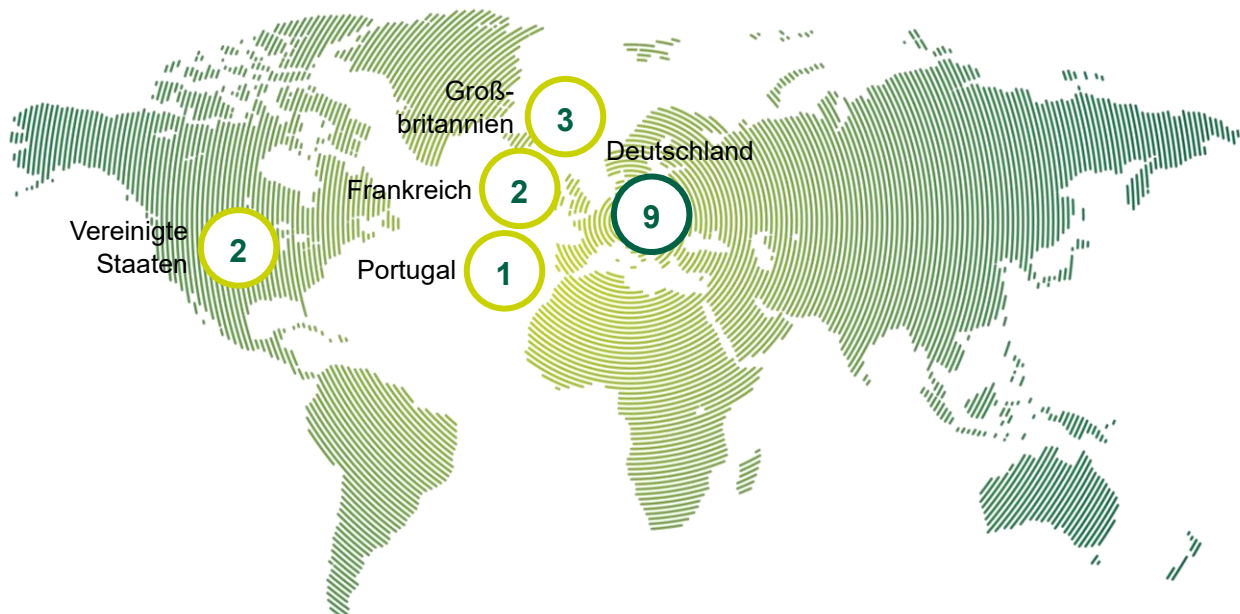 Groß-
britannien
3
Deutschland
Frankreich
2
9
Vereinigte
Staaten
2
Portugal
1